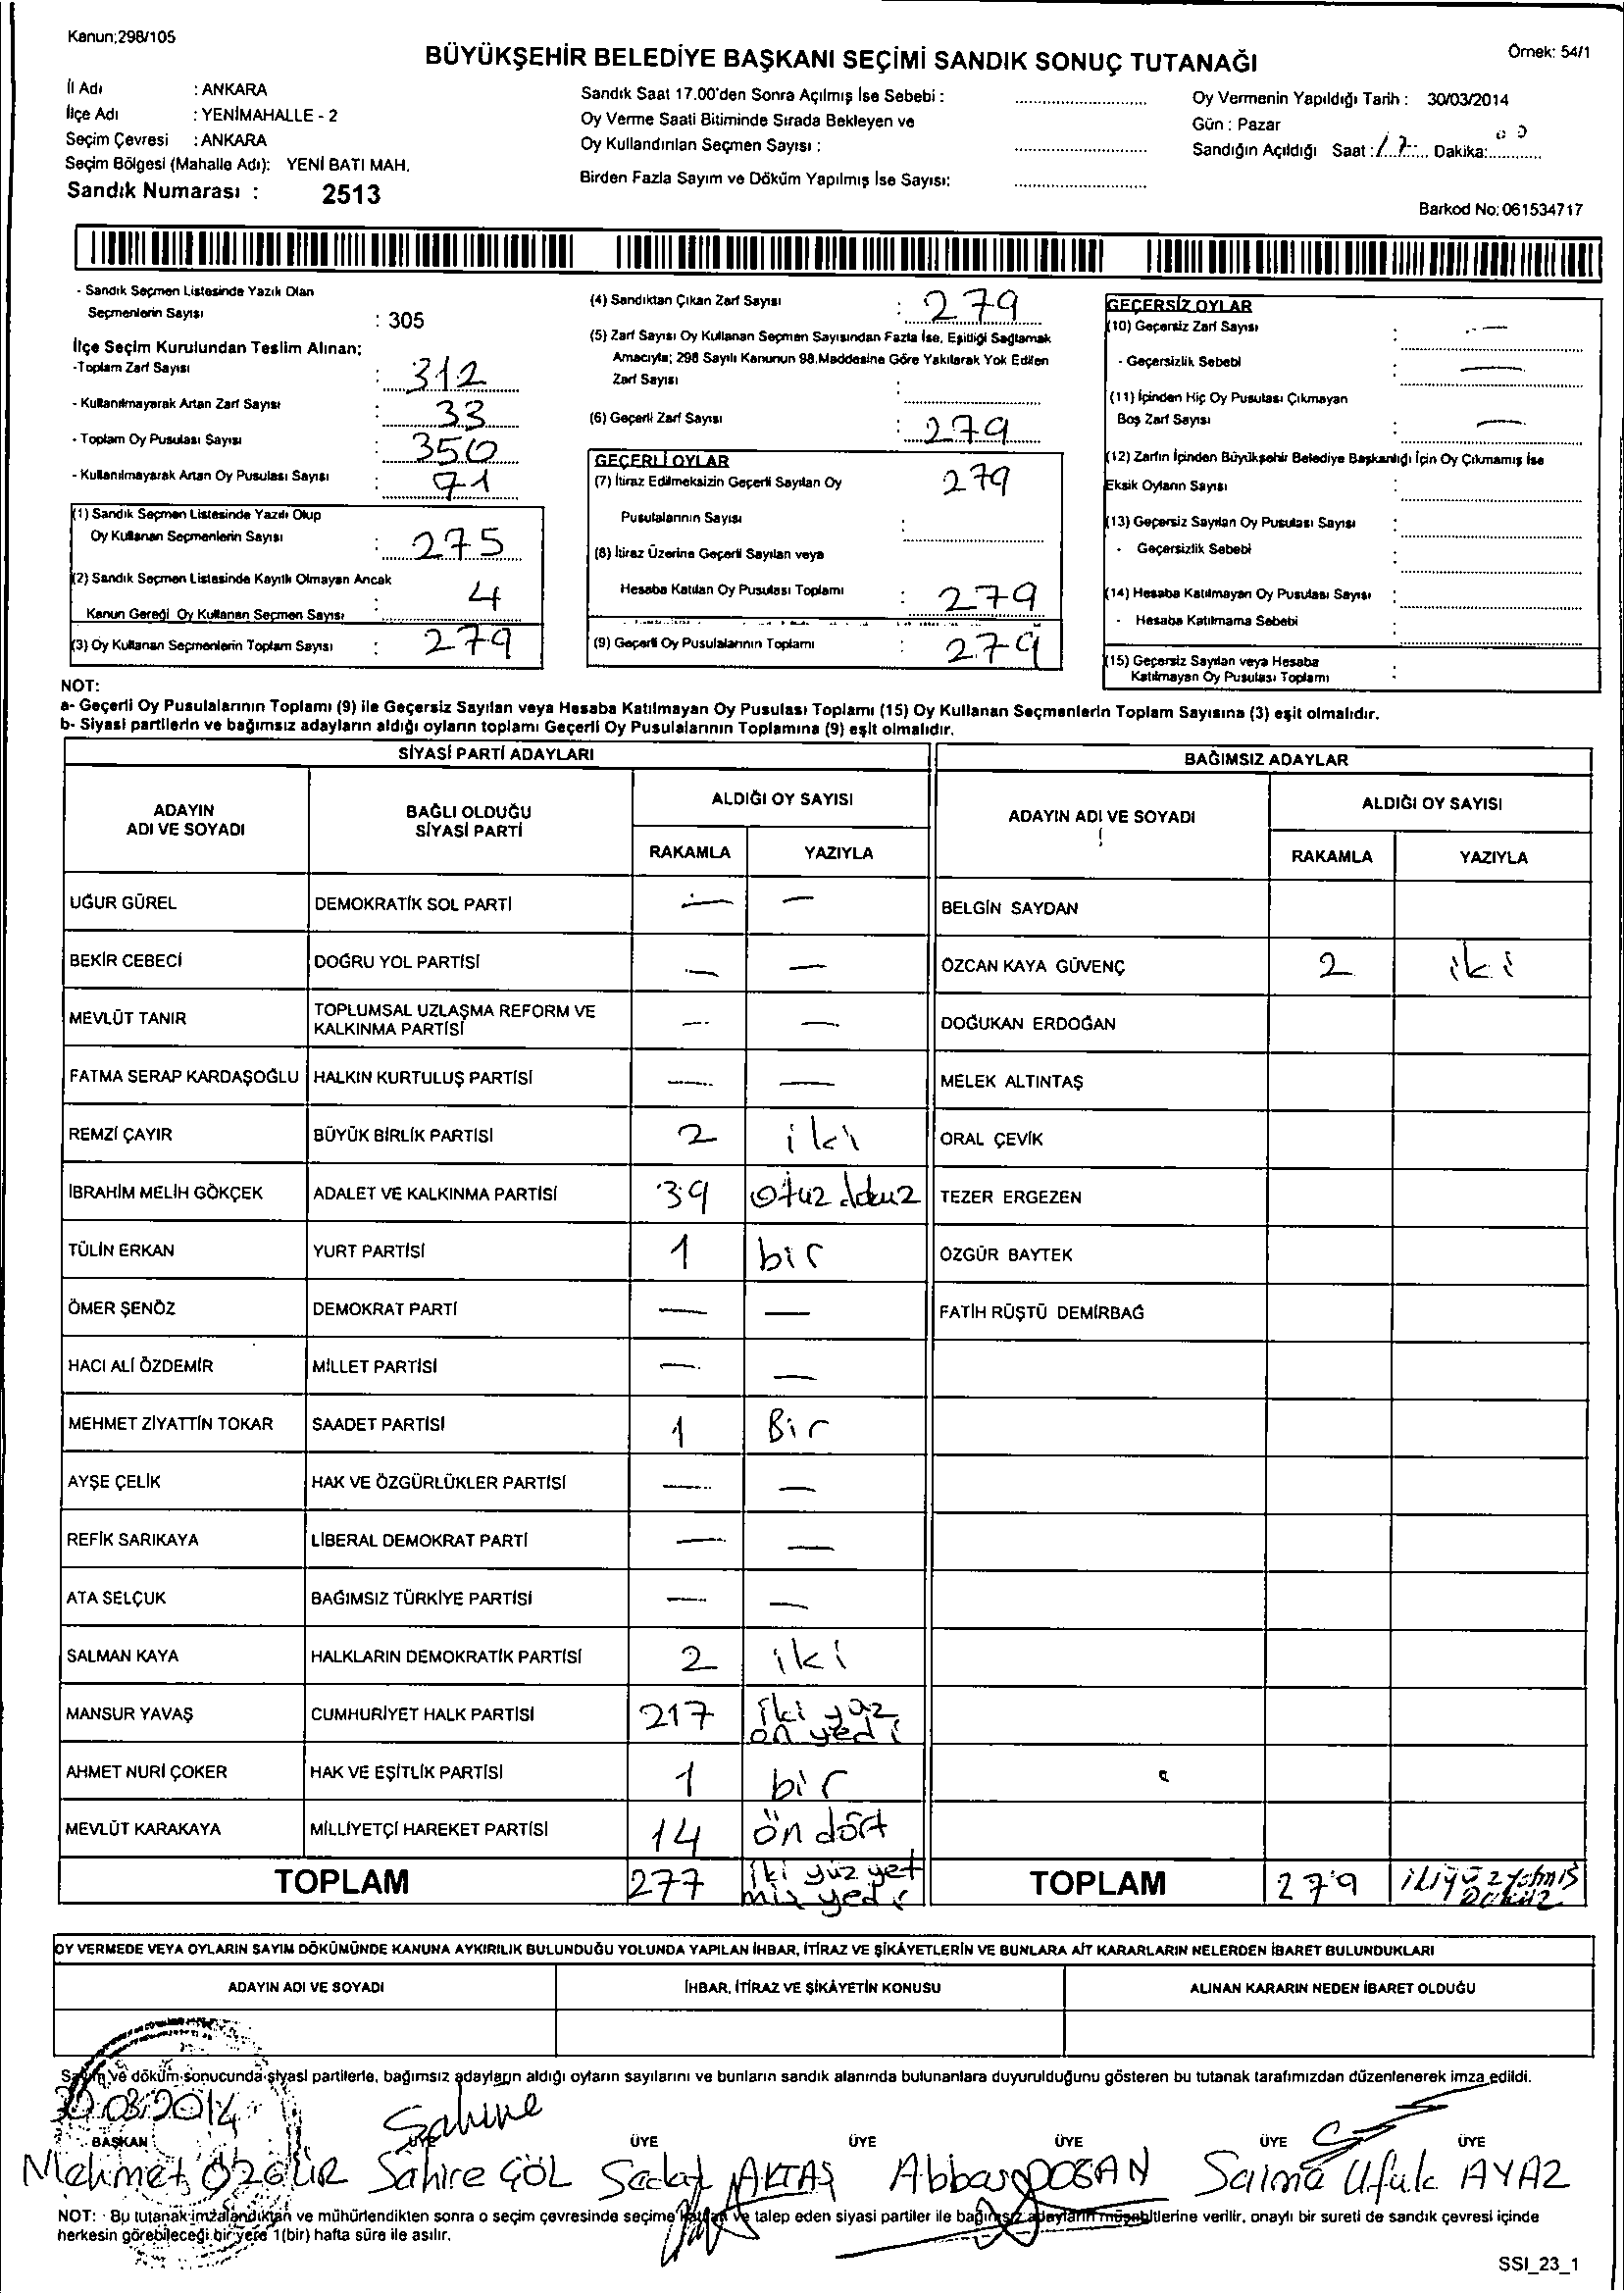 Kanun;298/105
Örnek: 54/1
BÜYÜKŞEHİR BELEDİYE BAŞKANI SEÇİMİ SANDIK SONUÇ TUTANAĞI
İl Adı : ANKARA
İlçe Adı : YENİMAHALLE - 2
Seçim Çevresi : ANKARA
Seçim Bölgesi (Mahalle Adı): YENİ BATI MAH.
Sandık Numarası : 2513
Sandık Saat 17.00'den Sonra Açılmış İse Sebebi :
Oy Verme Saati Bitiminde Sırada Bekleyen ve
Oy Kullandırılan Seçmen Sayısı :
Birden Fazla Sayım ve Döküm Yapılmış İse Sayısı:
Oy Vermenin Yapıldığı Tarih : 30/03/2014
Gün : Pazar
Sandığın Açıldığı Saat : 17 Dakika: 00
Barkod No: 061534717
- Sandık Seçmen Listesinde Yazılı Olan
Seçmenlerin Sayısı : 305
İlçe Seçim Kurulundan Teslim Alınan;
-Toplam Zarf Sayısı : 312
- Kullanılmayarak Artan Zarf Sayısı : 33
- Toplam Oy Pusulası Sayısı : 350
- Kullanılmayarak Artan Oy Pusulası Sayısı : 71
(1) Sandık Seçmen Listesinde Yazılı Olup
Oy Kullanan Seçmenlerin Sayısı : 275
(2) Sandık Seçmen Listesinde Kayıtlı Olmayan Ancak
Kanun Gereği Oy Kullanan Seçmen Sayısı : 4
(3) Oy Kullanan Seçmenlerin Toplam Sayısı : 279
(4) Sandıktan Çıkan Zarf Sayısı : 279
(5) Zarf Sayısı Oy Kullanan Seçmen Sayısından Fazla İse, Eşitliği Sağlamak
Amacıyla; 298 Sayılı Kanunun 98.Maddesine Göre Yakılarak Yok Edilen
Zarf Sayısı :
(6) Geçerli Zarf Sayısı : 279
GEÇERLİ OYLAR
(7) İtiraz Edilmeksizin Geçerli Sayılan Oy 279
Pusulalarının Sayısı :
(8) İtiraz Üzerine Geçerli Sayılan veya
Hesaba Katılan Oy Pusulası Toplamı : 279
(9) Geçerli Oy Pusulalarının Toplamı : 279
GEÇERSİZ OYLAR
(10) Geçersiz Zarf Sayısı : —
- Geçersizlik Sebebi : —
(11) İçinden Hiç Oy Pusulası Çıkmayan
Boş Zarf Sayısı : —
(12) Zarfın İçinden Büyükşehir Belediye Başkanlığı İçin Oy Çıkmamış İse
Eksik Oyların Sayısı :
(13) Geçersiz Sayılan Oy Pusulası Sayısı :
- Geçersizlik Sebebi :
(14) Hesaba Katılmayan Oy Pusulası Sayısı :
- Hesaba Katılmama Sebebi :
(15) Geçersiz Sayılan veya Hesaba
Katılmayan Oy Pusulası Toplamı :
NOT:
a- Geçerli Oy Pusulalarının Toplamı (9) ile Geçersiz Sayılan veya Hesaba Katılmayan Oy Pusulası Toplamı (15) Oy Kullanan Seçmenlerin Toplam Sayısına (3) eşit olmalıdır.
b- Siyasi partilerin ve bağımsız adayların aldığı oyların toplamı Geçerli Oy Pusulalarının Toplamına (9) eşit olmalıdır.
SİYASİ PARTİ ADAYLARI BAĞIMSIZ ADAYLAR
ADAYIN ADI VE SOYADI BAĞLI OLDUĞU SİYASİ PARTİ ALDIĞI OY SAYISI ADAYIN ADI VE SOYADI ALDIĞI OY SAYISI
RAKAMLA YAZIYLA RAKAMLA YAZIYLA
UĞUR GÜREL DEMOKRATİK SOL PARTİ — — BELGİN SAYDAN
BEKİR CEBECİ DOĞRU YOL PARTİSİ — — ÖZCAN KAYA GÜVENÇ 2 iki
MEVLÜT TANIR TOPLUMSAL UZLAŞMA REFORM VE KALKINMA PARTİSİ — — DOĞUKAN ERDOĞAN
FATMA SERAP KARDAŞOĞLU HALKIN KURTULUŞ PARTİSİ — — MELEK ALTINTAŞ
REMZİ ÇAYIR BÜYÜK BİRLİK PARTİSİ 2 iki ORAL ÇEVİK
İBRAHİM MELİH GÖKÇEK ADALET VE KALKINMA PARTİSİ 39 otuz dokuz TEZER ERGEZEN
TÜLİN ERKAN YURT PARTİSİ 1 bir ÖZGÜR BAYTEK
ÖMER ŞENÖZ DEMOKRAT PARTİ — — FATİH RÜŞTÜ DEMİRBAĞ
HACI ALİ ÖZDEMİR MİLLET PARTİSİ — —
MEHMET ZİYATTİN TOKAR SAADET PARTİSİ 1 Bir
AYŞE ÇELİK HAK VE ÖZGÜRLÜKLER PARTİSİ — —
REFİK SARIKAYA LİBERAL DEMOKRAT PARTİ — —
ATA SELÇUK BAĞIMSIZ TÜRKİYE PARTİSİ — —
SALMAN KAYA HALKLARIN DEMOKRATİK PARTİSİ 2 iki
MANSUR YAVAŞ CUMHURİYET HALK PARTİSİ 217 iki yüz on yedi
AHMET NURİ ÇOKER HAK VE EŞİTLİK PARTİSİ 1 bir
MEVLÜT KARAKAYA MİLLİYETÇİ HAREKET PARTİSİ 14 ön dört
TOPLAM 277 iki yüz yetmiş yedi TOPLAM 279
OY VERMEDE VEYA OYLARIN SAYIM DÖKÜMÜNDE KANUNA AYKIRILIK BULUNDUĞU YOLUNDA YAPILAN İHBAR, İTİRAZ VE ŞİKÂYETLERİN VE BUNLARA AİT KARARLARIN NELERDEN İBARET BULUNDUKLARI
ADAYIN ADI VE SOYADI İHBAR, İTİRAZ VE ŞİKÂYETİN KONUSU ALINAN KARARIN NEDEN İBARET OLDUĞU
Sayım ve döküm sonucunda siyasi partilerle, bağımsız adayların aldığı oyların sayılarını ve bunların sandık alanında bulunanlara duyurulduğunu gösteren bu tutanak tarafımızdan düzenlenerek imza edildi.
30.03.2014
Sahire
BAŞKAN ÜYE ÜYE ÜYE ÜYE ÜYE ÜYE
Mehmet ÖZGÜR Sahire GÖL Sedat AKTAŞ Abbas DOĞAN Saima Ufuk AYAZ
NOT: Bu tutanak imzalandıktan ve mühürlendikten sonra o seçim çevresinde seçime katılan ve talep eden siyasi partiler ile bağımsız adayların müşahitlerine verilir, onaylı bir sureti de sandık çevresi içinde
herkesin görebileceği bir yere 1(bir) hafta süre ile asılır.
SSI_23_1